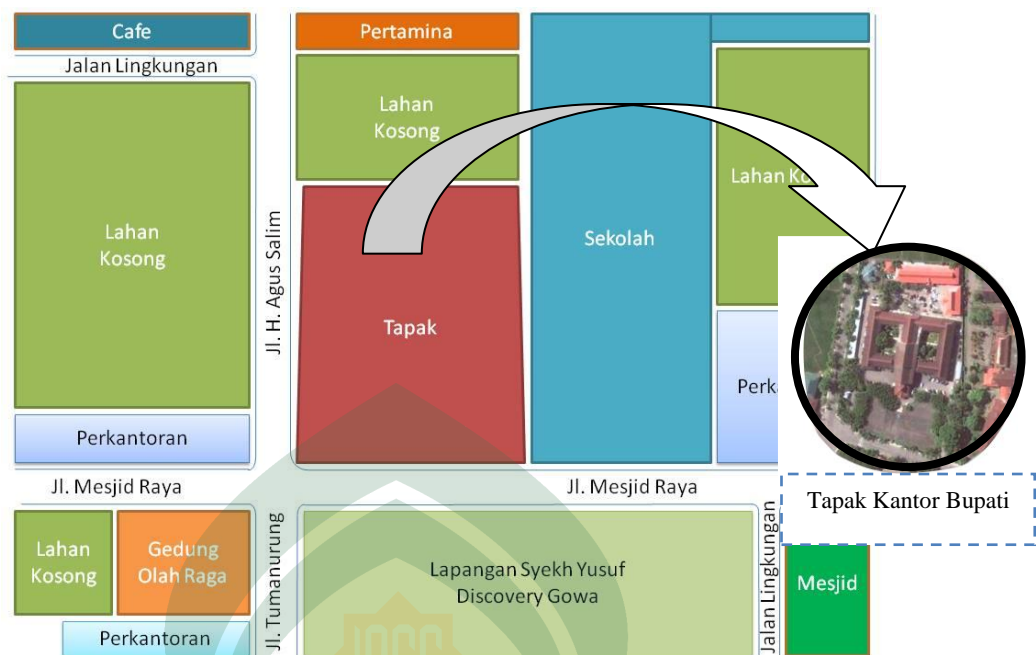 Cafe
Pertamina
Jalan Lingkungan
Lahan
Kosong
Lahan
Kosong
Jl. H. Agus Salim
Tapak
Sekolah
Lahan
Perkantoran
Jl. Mesjid Raya
Jl. Mesjid Raya
Tapak Kantor Bupati
Lahan
Kosong
Gedung
Olah Raga
Perkantoran
Jl. Tumanurung
Lapangan Syekh Yusuf
Discovery Gowa
Jalan Lingkungan
Mesjid